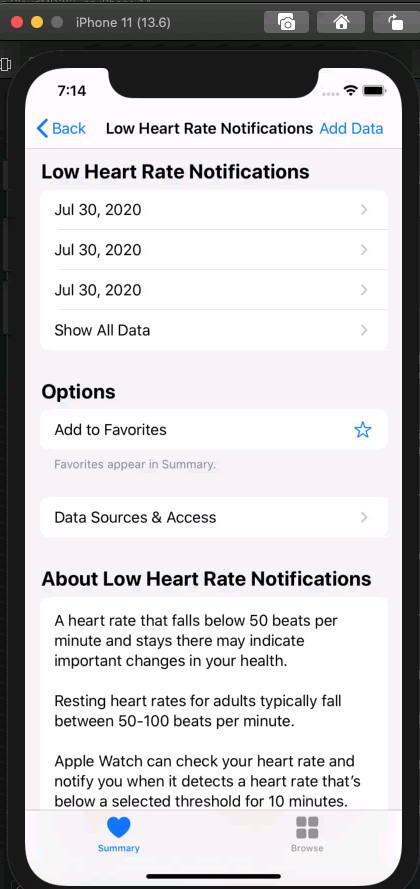 iPhone 11 (13.6)
7:14
Back
Low Heart Rate Notifications
Add Data
Low Heart Rate Notifications
Jul 30, 2020
Jul 30, 2020
Jul 30, 2020
Show All Data
Options
Add to Favorites
Favorites appear in Summary.
Data Sources & Access
About Low Heart Rate Notifications
A heart rate that falls below 50 beats per
minute and stays there may indicate
important changes in your health.
Resting heart rates for adults typically fall
between 50-100 beats per minute.
Apple Watch can check your heart rate and
notify you when it detects a heart rate that's
below a selected threshold for 10 minutes.
Summary
Browse